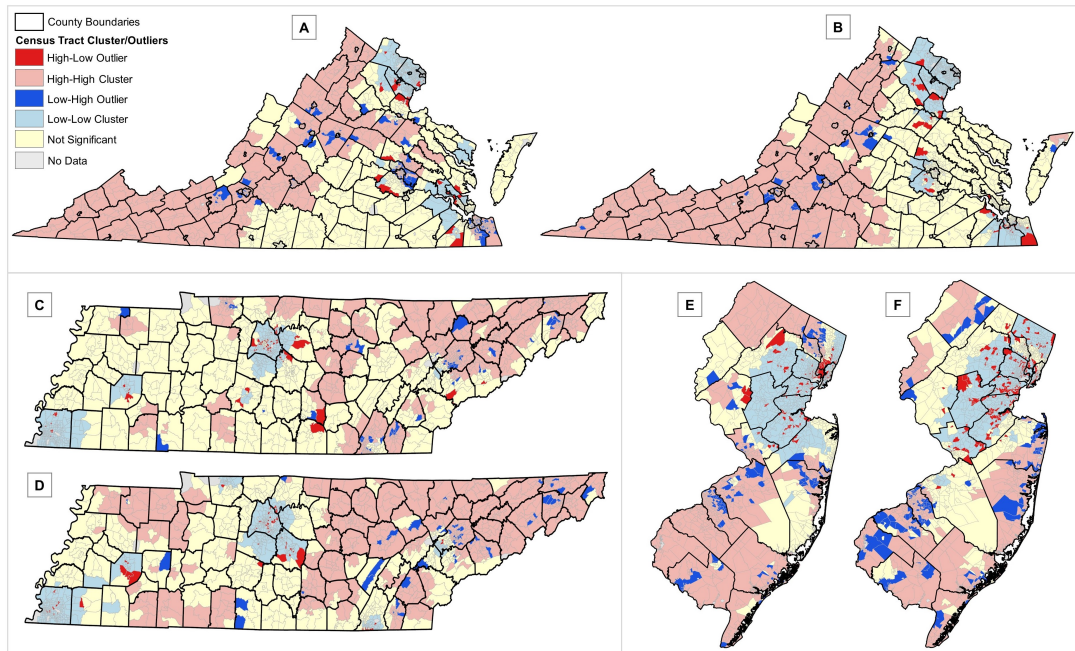 County Boundaries
Census Tract Cluster/Outliers
High-Low Outlier
High-High Cluster
Low-High Outlier
Low-Low Cluster
Not Significant
No Data
A
B
C
D
E
F